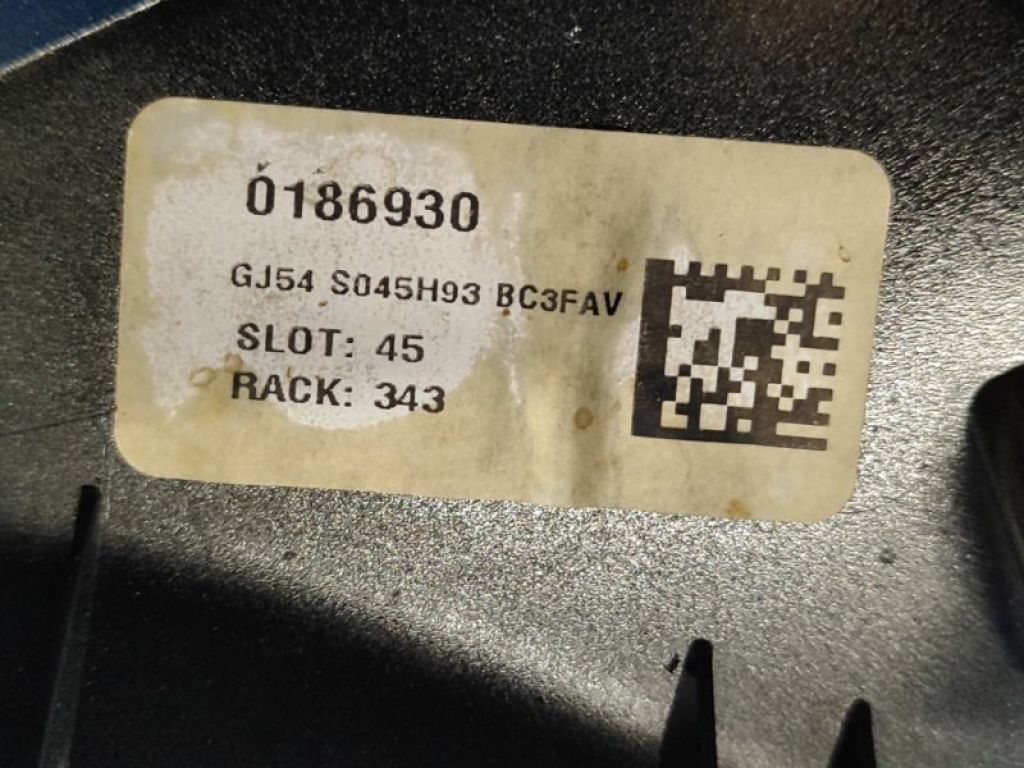 0186930
GJ54 S045H93 BC3FAV
SLOT: 45
RACK: 343